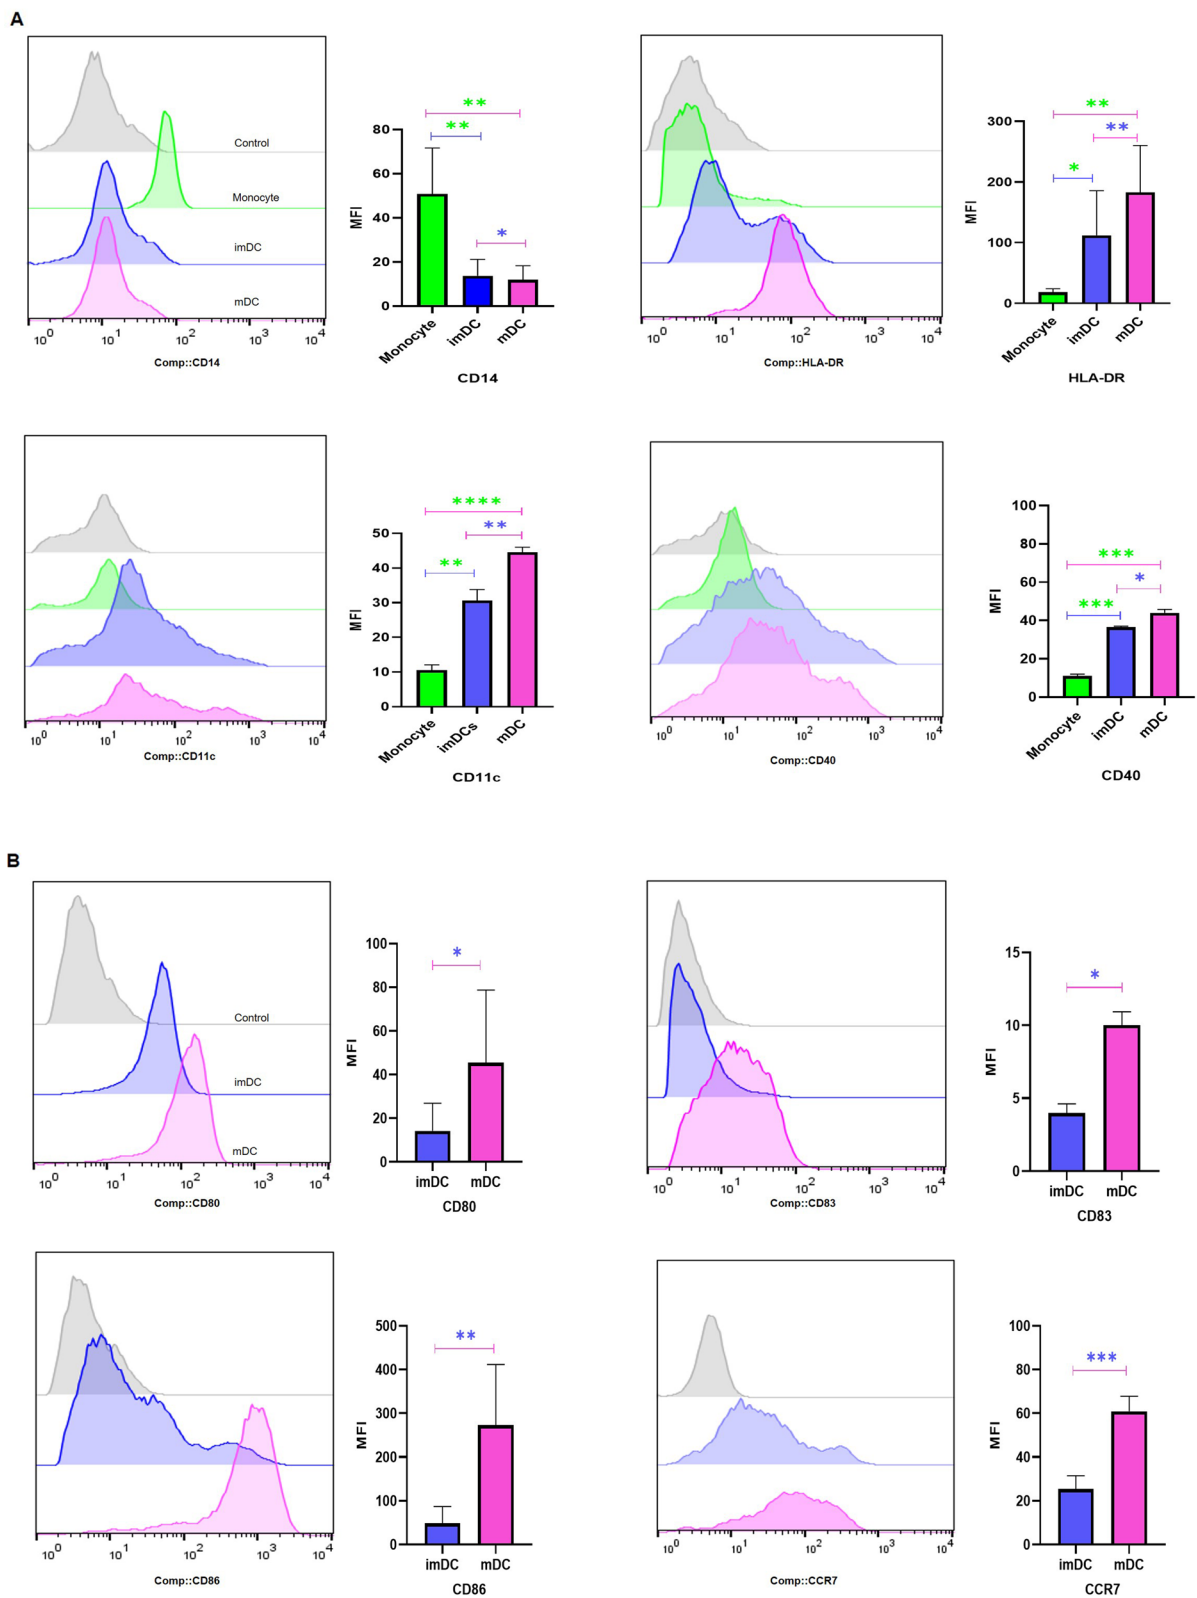 A
Control
Monocyte
imDC
mDC
10^0 10^1 10^2 10^3 10^4
Comp::CD14
**
**
*
MFI
80
60
40
20
0
Monocyte imDC mDC
CD14
10^0 10^1 10^2 10^3 10^4
Comp::HLA-DR
**
**
*
MFI
300
200
100
0
Monocyte imDC mDC
HLA-DR
10^0 10^1 10^2 10^3 10^4
Comp::CD11c
****
**
**
MFI
50
40
30
20
10
0
Monocyte imDCs mDC
CD11c
10^0 10^1 10^2 10^3 10^4
Comp::CD40
***
*
***
MFI
100
80
60
40
20
0
Monocyte imDC mDC
CD40
B
Control
imDC
mDC
10^0 10^1 10^2 10^3 10^4
Comp::CD80
*
MFI
100
80
60
40
20
0
imDC mDC
CD80
10^0 10^1 10^2 10^3 10^4
Comp::CD83
*
MFI
15
10
5
0
imDC mDC
CD83
10^0 10^1 10^2 10^3 10^4
Comp::CD86
**
MFI
500
400
300
200
100
0
imDC mDC
CD86
10^0 10^1 10^2 10^3 10^4
Comp::CCR7
***
MFI
100
80
60
40
20
0
imDC mDC
CCR7